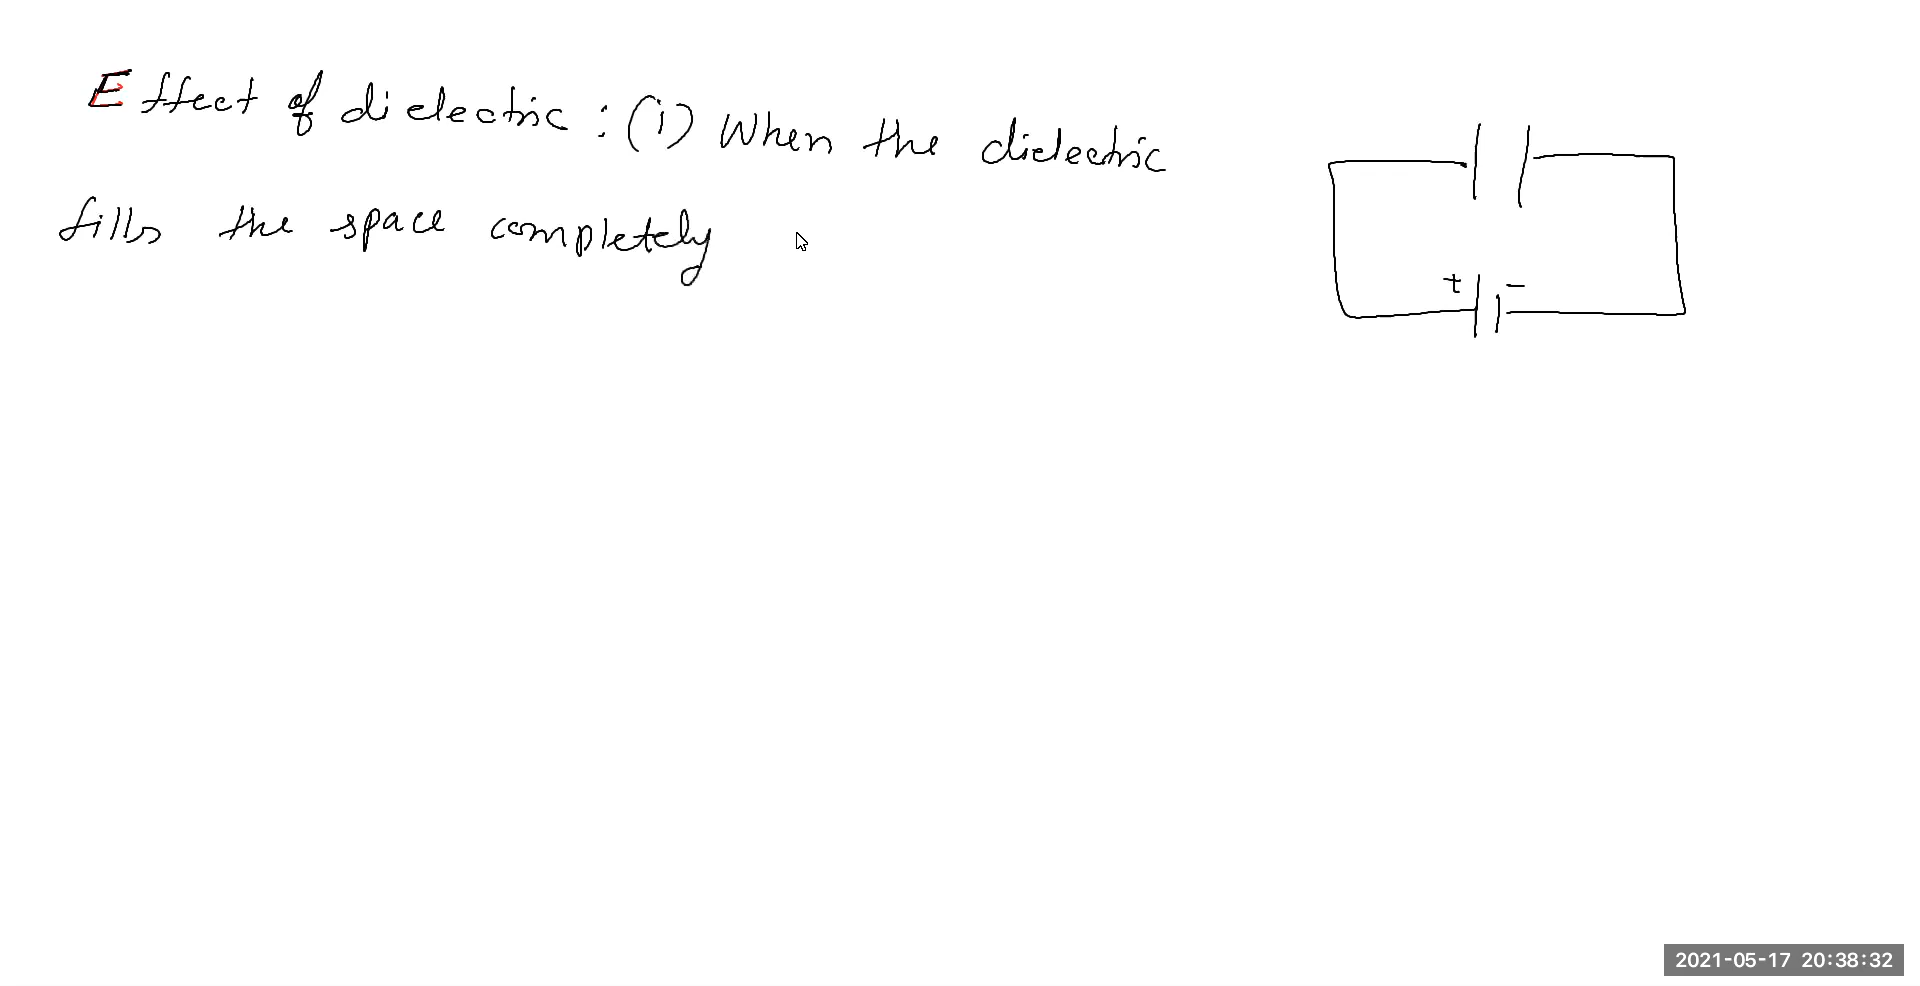 Effect of dielectric : (i) When the dielectric
fills the space completely
+ -
2021-05-17 20:38:32